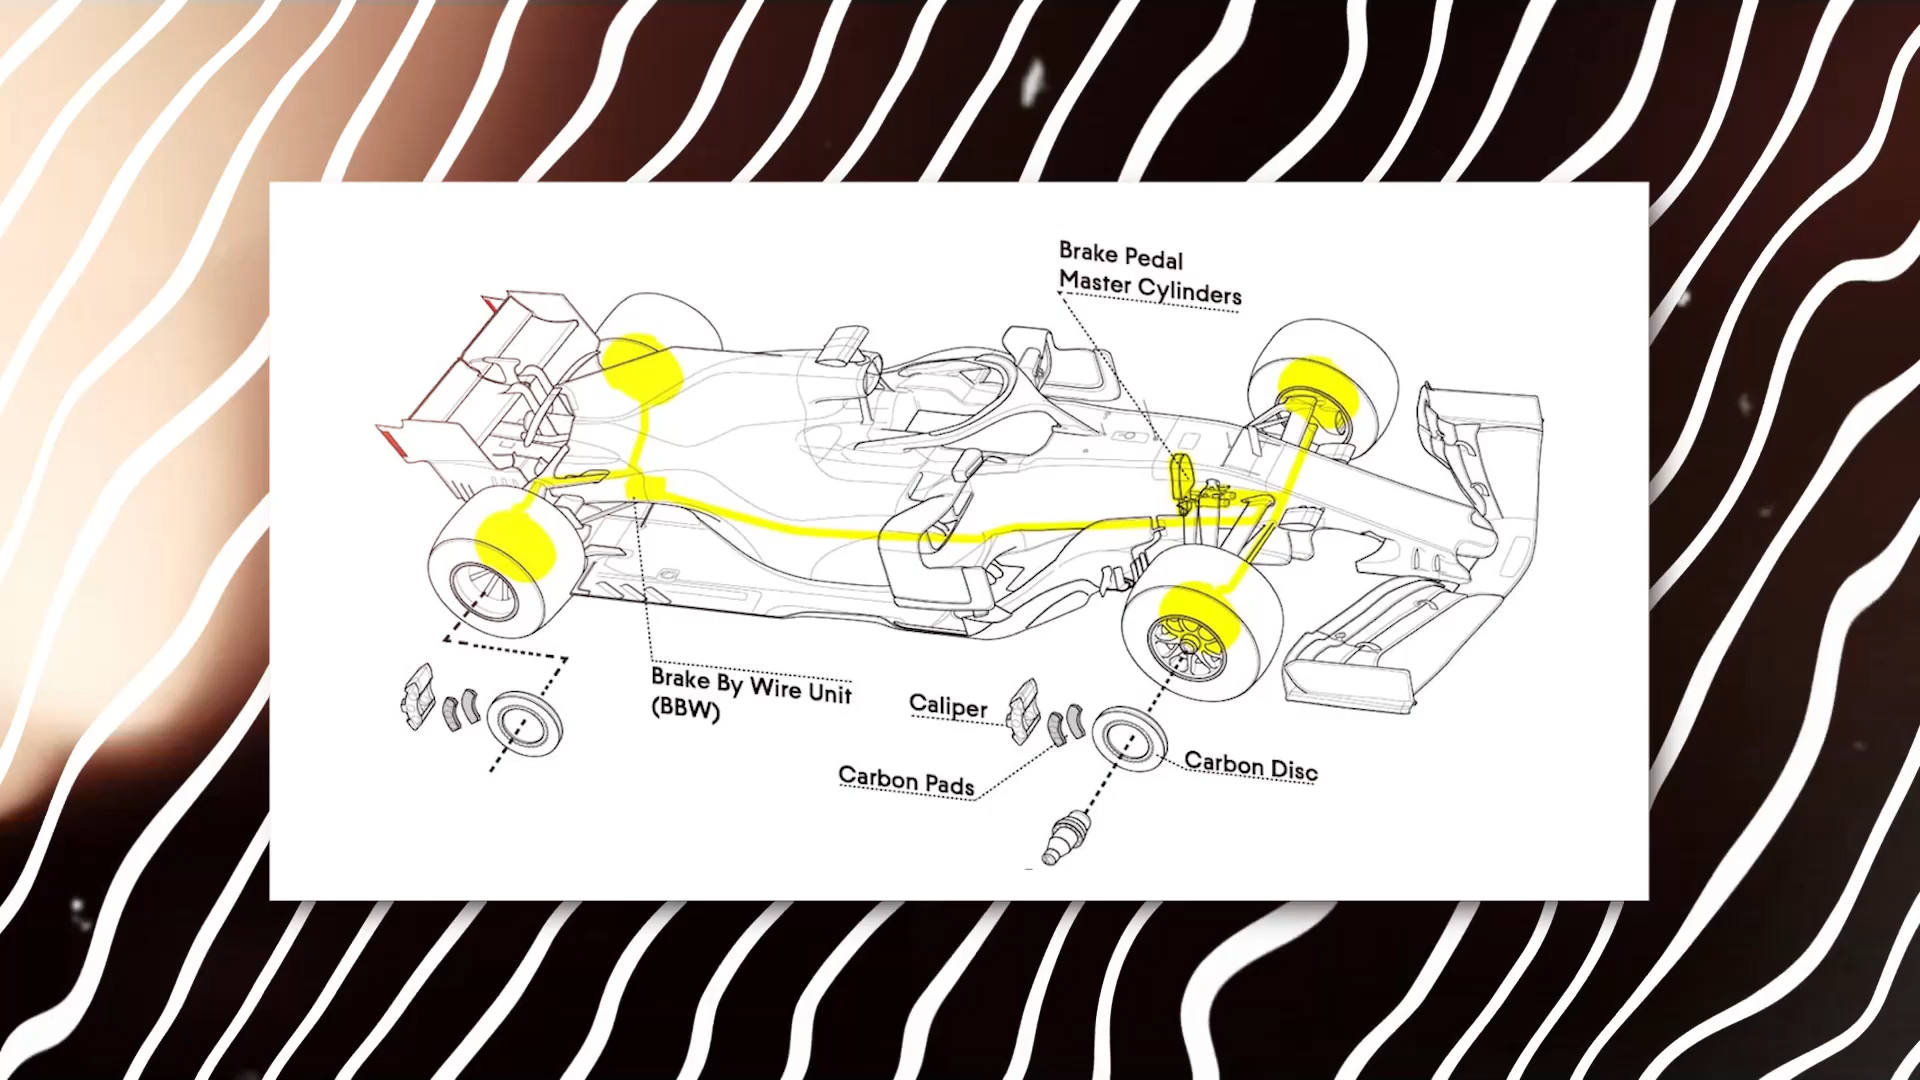 Brake Pedal
Master Cylinders
Brake By Wire Unit
(BBW)
Caliper
Carbon Pads
Carbon Disc